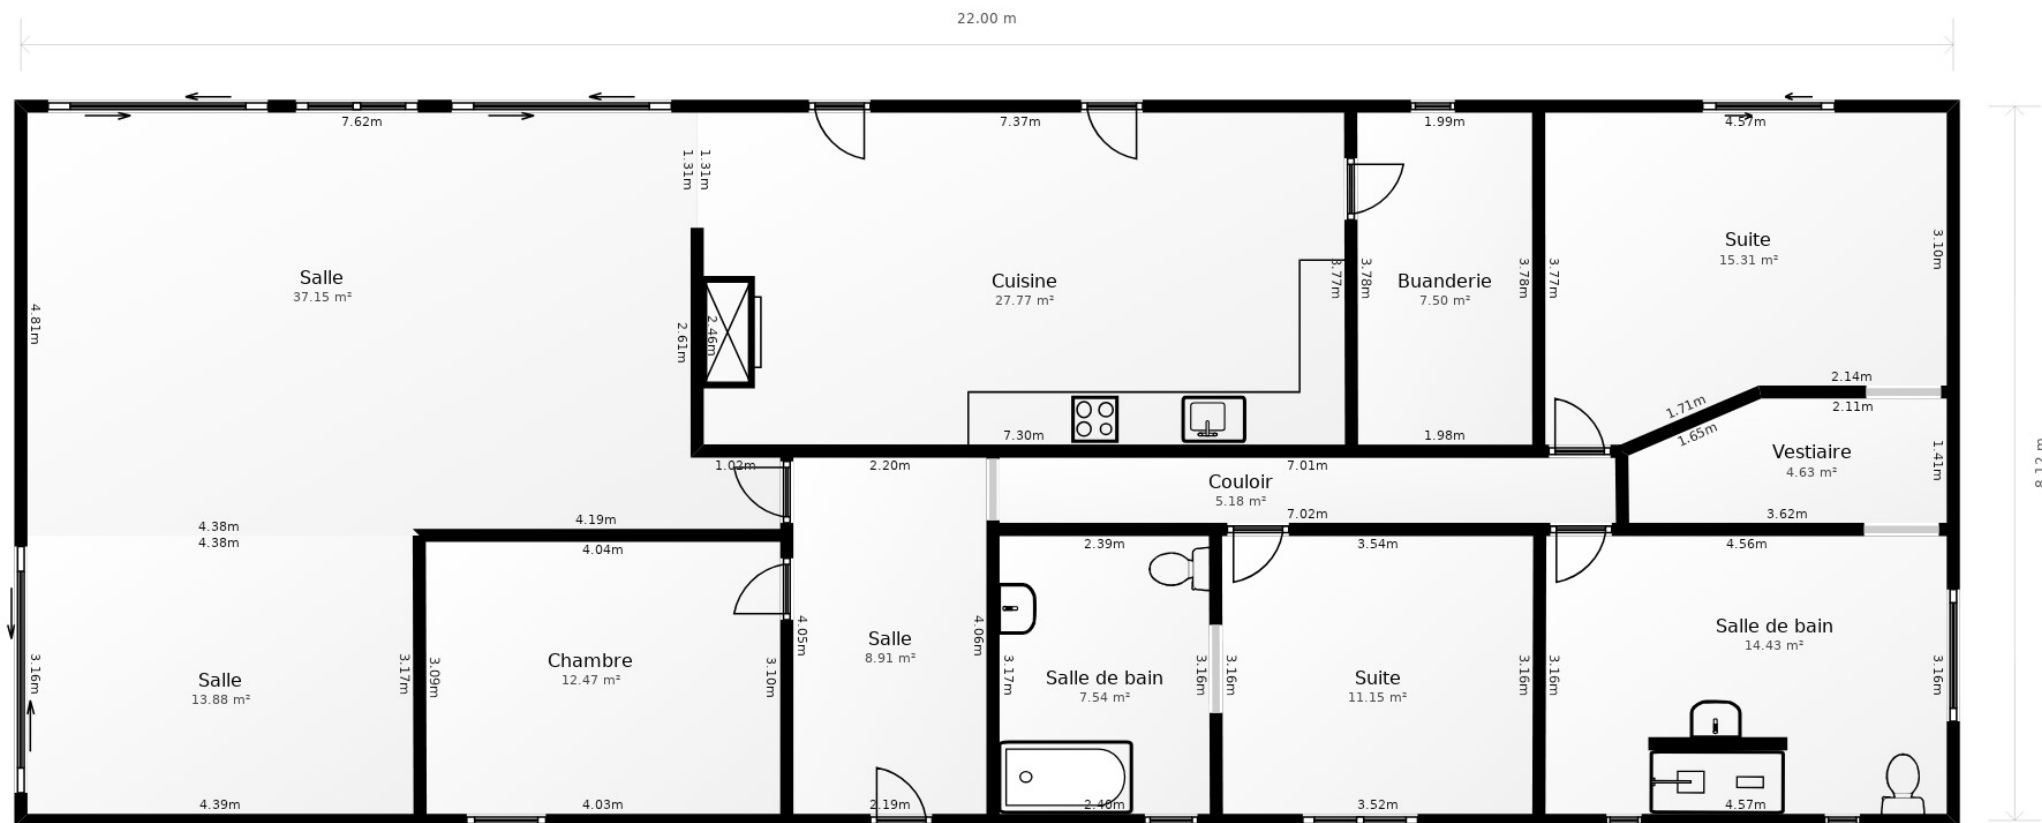 22.00 m
7.62m
7.37m
1.99m
4.57m
1.31m
1.31m
Salle
37.15 m²
4.81m
2.61m
2.46m
Cuisine
27.77 m²
3.77m
3.78m
Buanderie
7.50 m²
3.78m
3.77m
Suite
15.31 m²
3.10m
2.14m
1.71m
1.65m
2.11m
7.30m
1.98m
Vestiaire
4.63 m²
1.41m
1.02m
2.20m
7.01m
Couloir
5.18 m²
7.02m
3.62m
4.38m
4.38m
4.19m
4.04m
2.39m
3.54m
4.56m
Salle
13.88 m²
3.16m
3.17m
3.09m
Chambre
12.47 m²
3.10m
4.05m
Salle
8.91 m²
4.06m
3.17m
Salle de bain
7.54 m²
3.16m
3.16m
Suite
11.15 m²
3.16m
3.16m
Salle de bain
14.43 m²
3.16m
4.39m
4.03m
2.19m
2.40m
3.52m
4.57m